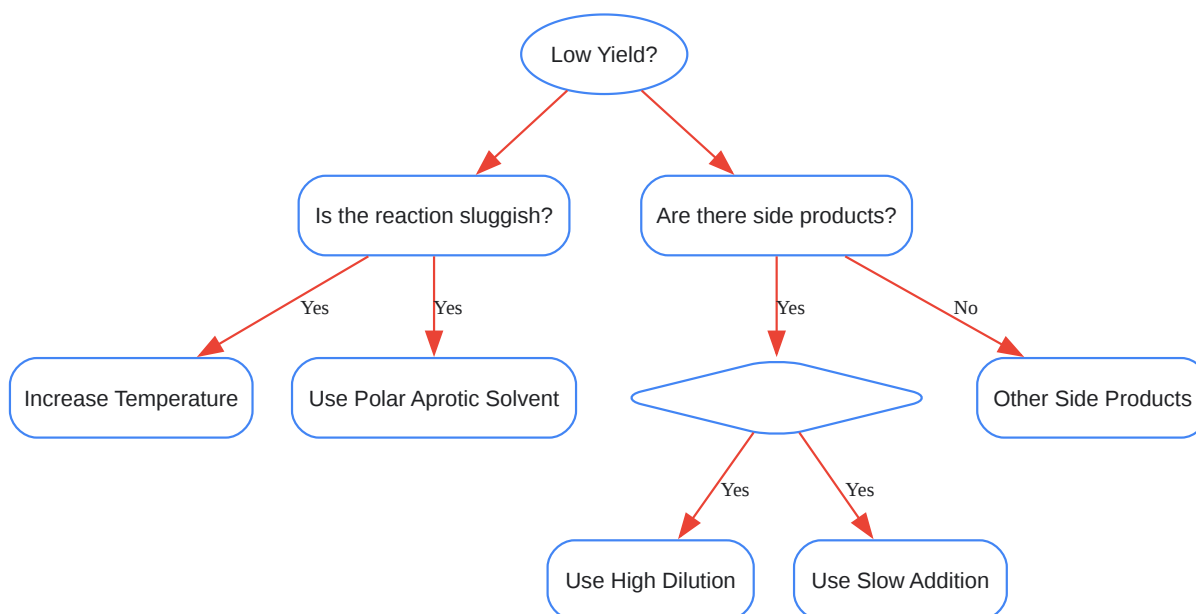 Low Yield?
Is the reaction sluggish?
Are there side products?
Yes
Yes
Yes
No
Increase Temperature
Use Polar Aprotic Solvent
Other Side Products
Yes
Yes
Use High Dilution
Use Slow Addition